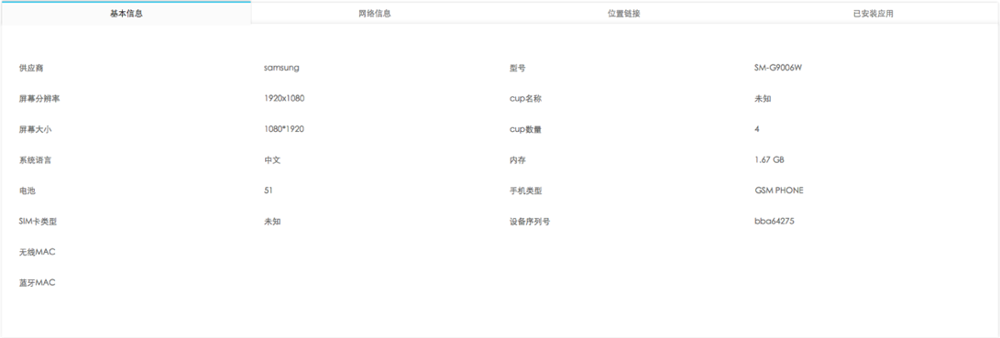 基本信息 网络信息 位置链接 已安装应用
供应商 samsung 型号 SM-G9006W
屏幕分辨率 1920x1080 cup名称 未知
屏幕大小 1080*1920 cup数量 4
系统语言 中文 内存 1.67 GB
电池 51 手机类型 GSM PHONE
SIM卡类型 未知 设备序列号 bba64275
无线MAC
蓝牙MAC